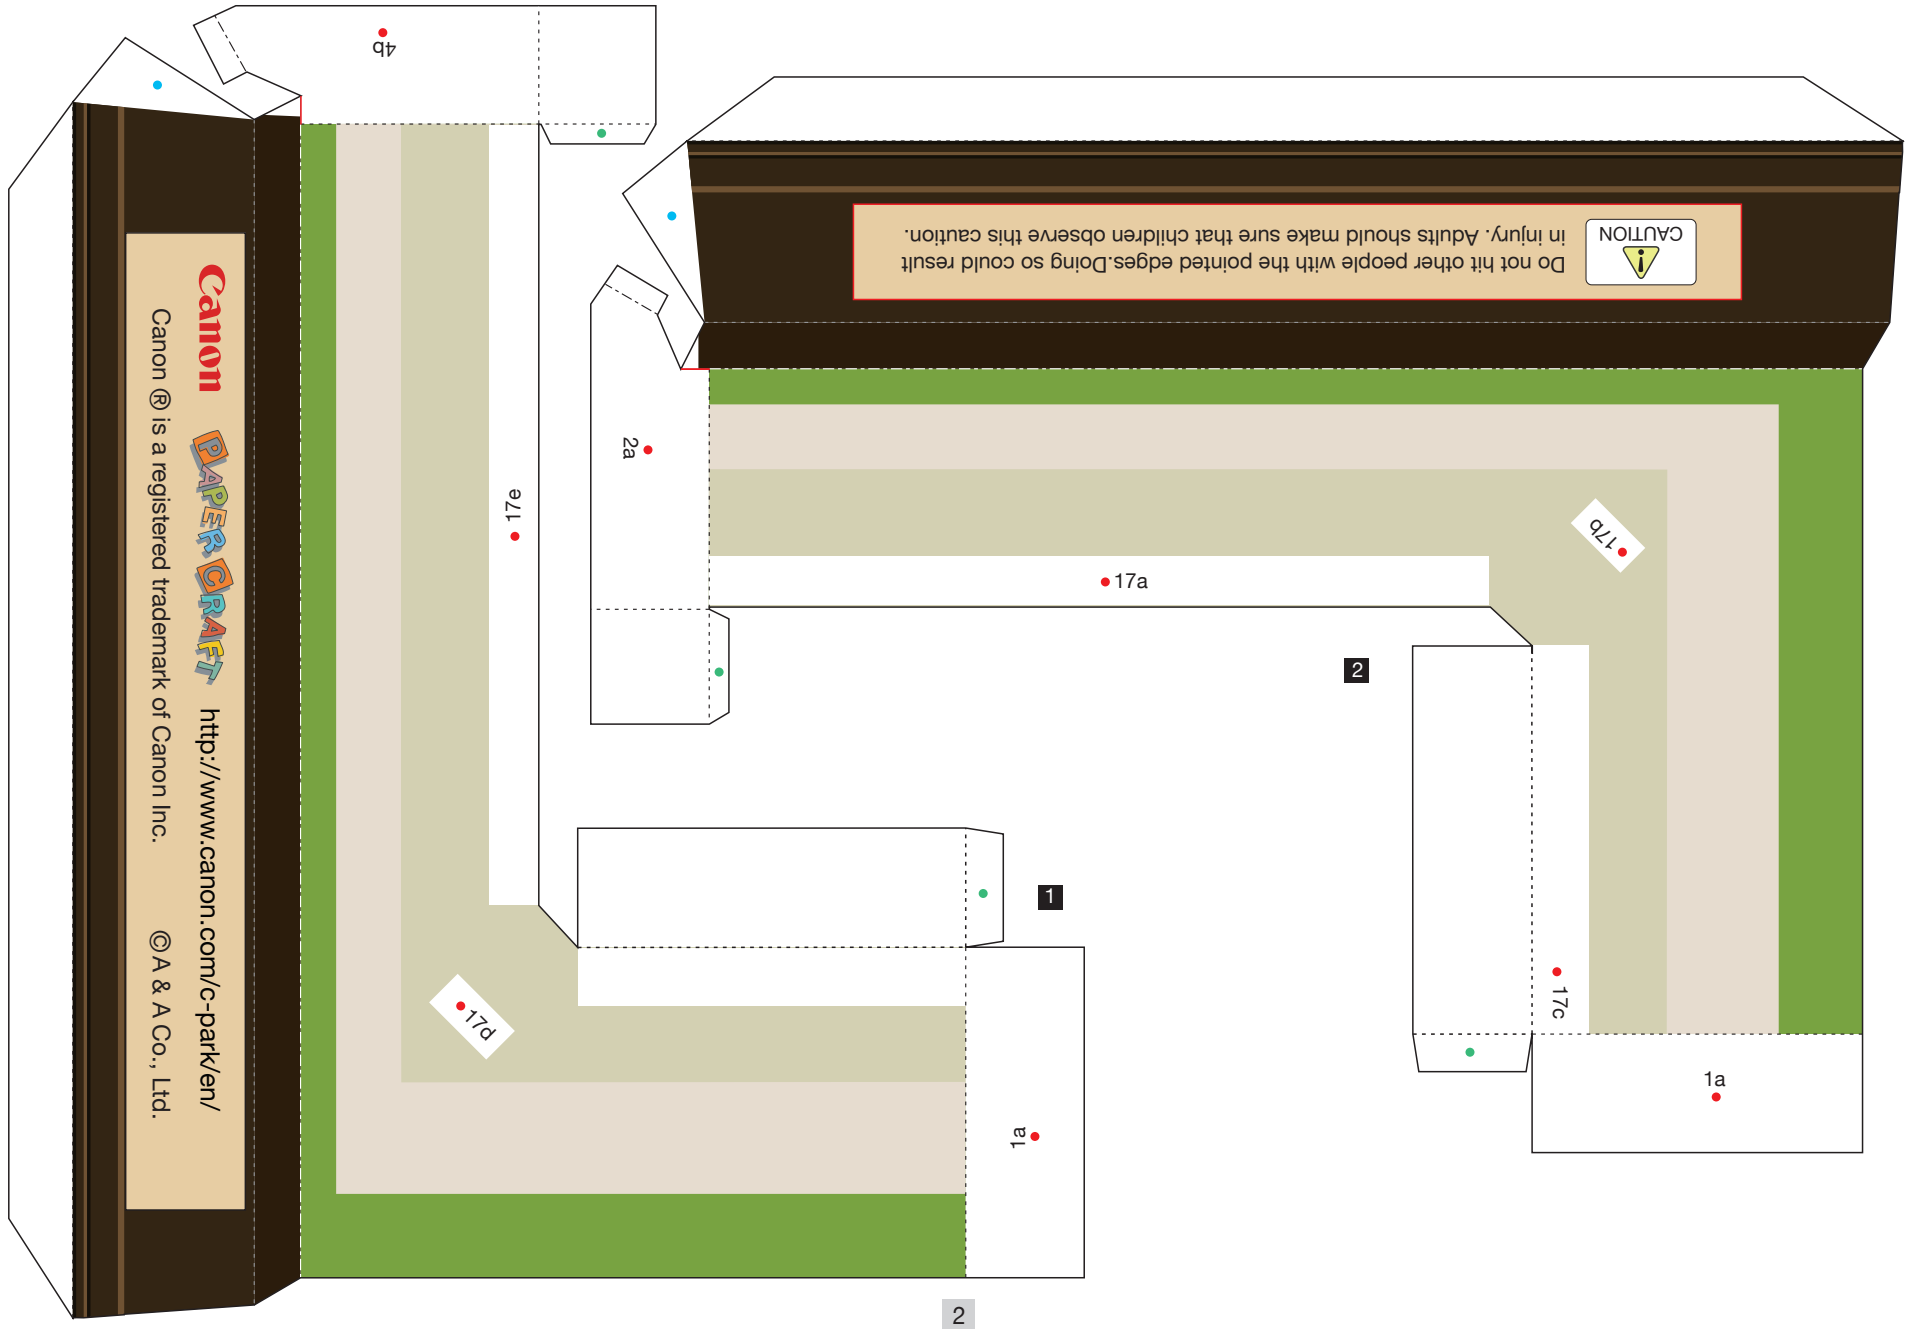 4b
Canon PAPER CRAFT http://www.canon.com/c-park/en/
Canon ® is a registered trademark of Canon Inc. © A & A Co., Ltd.
17e
17d
1a
1
CAUTION
Do not hit other people with the pointed edges.Doing so could result
in injury. Adults should make sure that children observe this caution.
2a
17a
17b
2
17c
1a
2